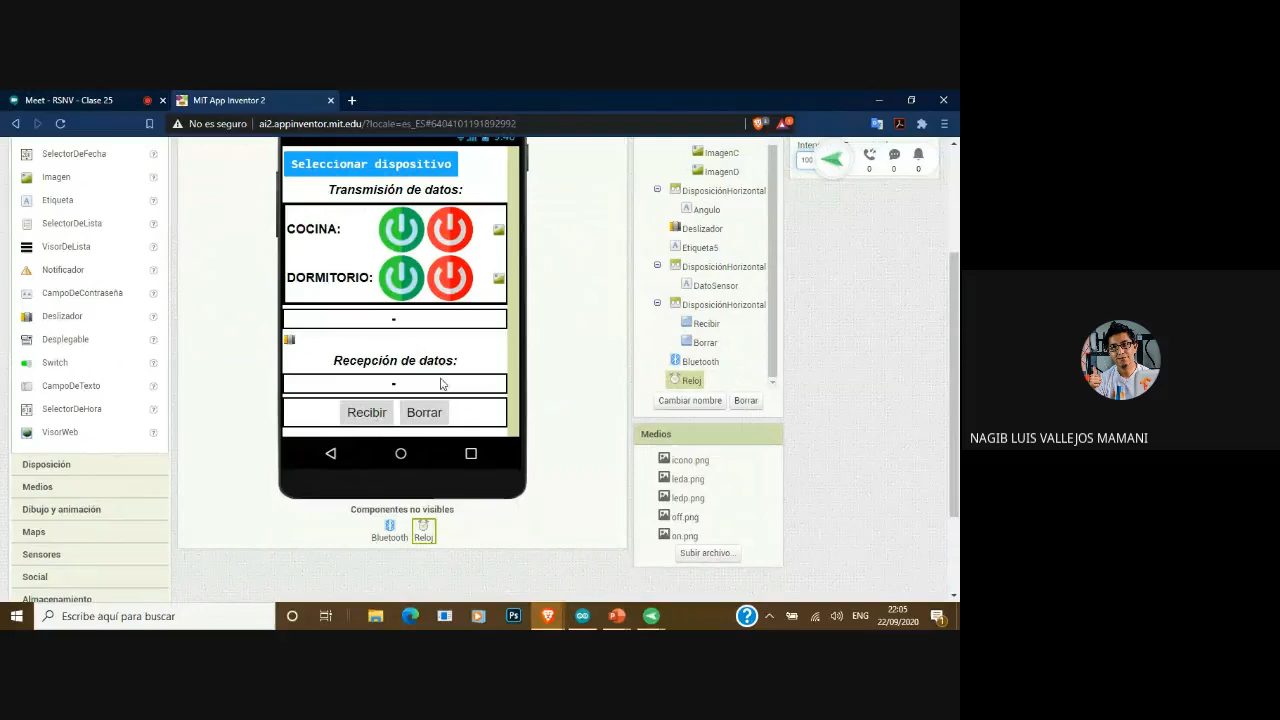 Meet - RSNV - Clase 25
MIT App Inventor 2
No es seguro
ai2.appinventor.mit.edu/?locale=es_ES#6404101191892992
SelectorDeFecha
Imagen
Etiqueta
SelectorDeLista
VisorDeLista
Notificador
CampoDeContraseña
Deslizador
Desplegable
Switch
CampoDeTexto
SelectorDeHora
VisorWeb
Disposición
Medios
Dibujo y animación
Maps
Sensores
Social
Almacenamiento
Seleccionar dispositivo
Transmisión de datos:
COCINA:
DORMITORIO:
-
Recepción de datos:
-
Recibir Borrar
Componentes no visibles
Bluetooth Reloj
ImagenC
ImagenD
DisposiciónHorizontal
Angulo
Deslizador
Etiqueta5
DisposiciónHorizontal
DatoSensor
DisposiciónHorizontal
Recibir
Borrar
Bluetooth
Reloj
Cambiar nombre Borrar
Medios
icono.png
leda.png
ledp.png
off.png
on.png
Subir archivo...
100
0 0 0
NAGIB LUIS VALLEJOS MAMANI
Escribe aquí para buscar
ENG
22:05
22/09/2020